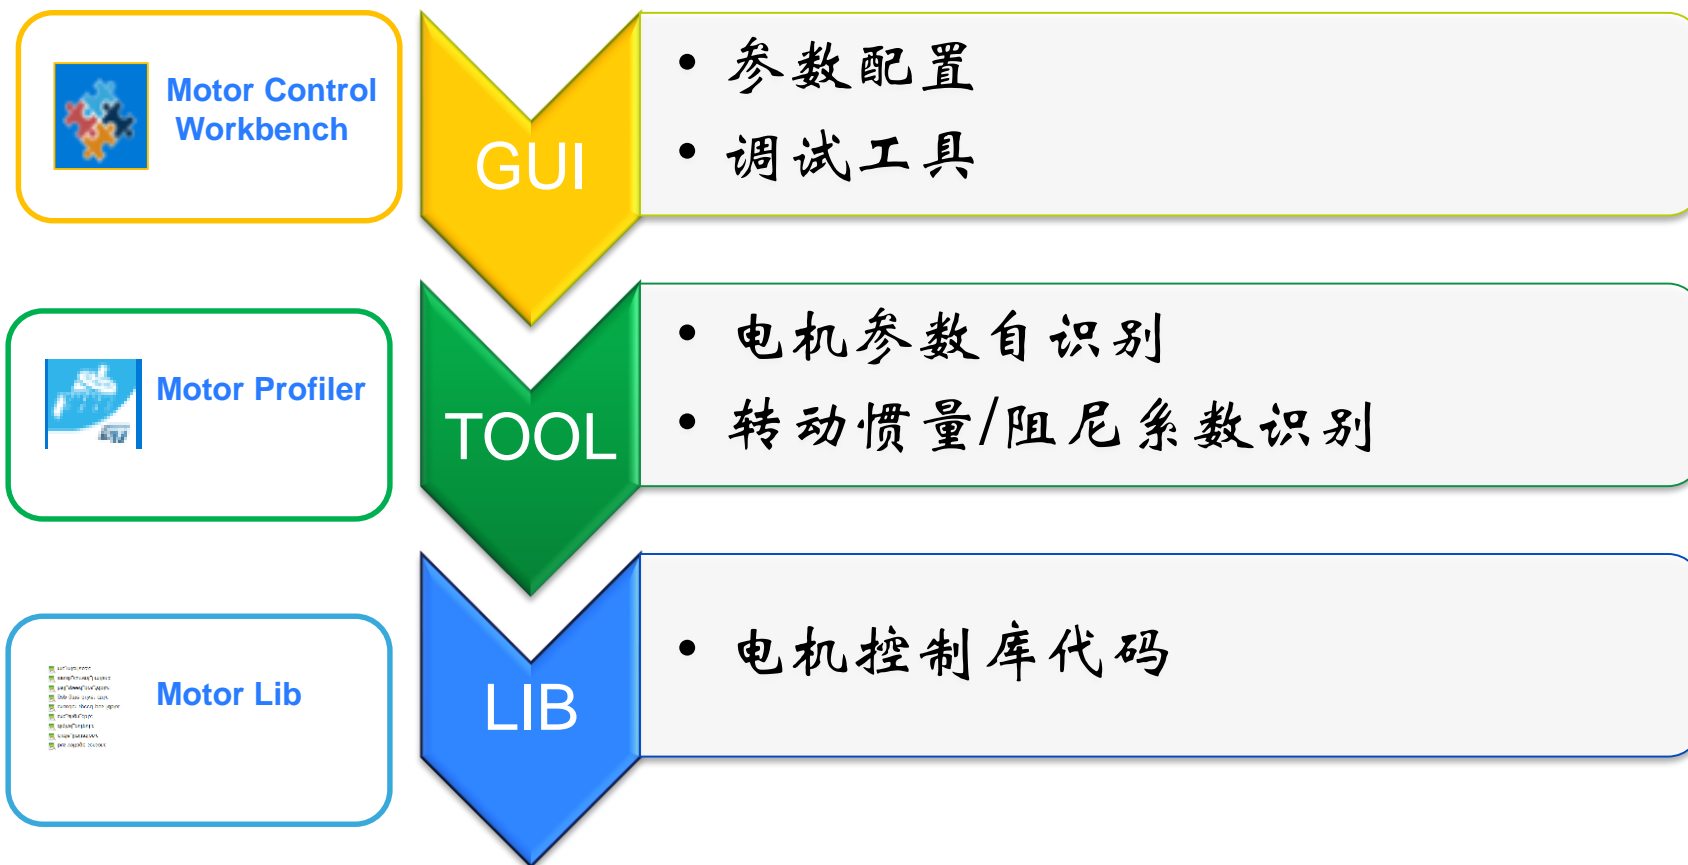 Motor Control
Workbench
GUI
• 参数配置
• 调试工具
Motor Profiler
TOOL
• 电机参数自识别
• 转动惯量/阻尼系数识别
Motor Lib
LIB
• 电机控制库代码